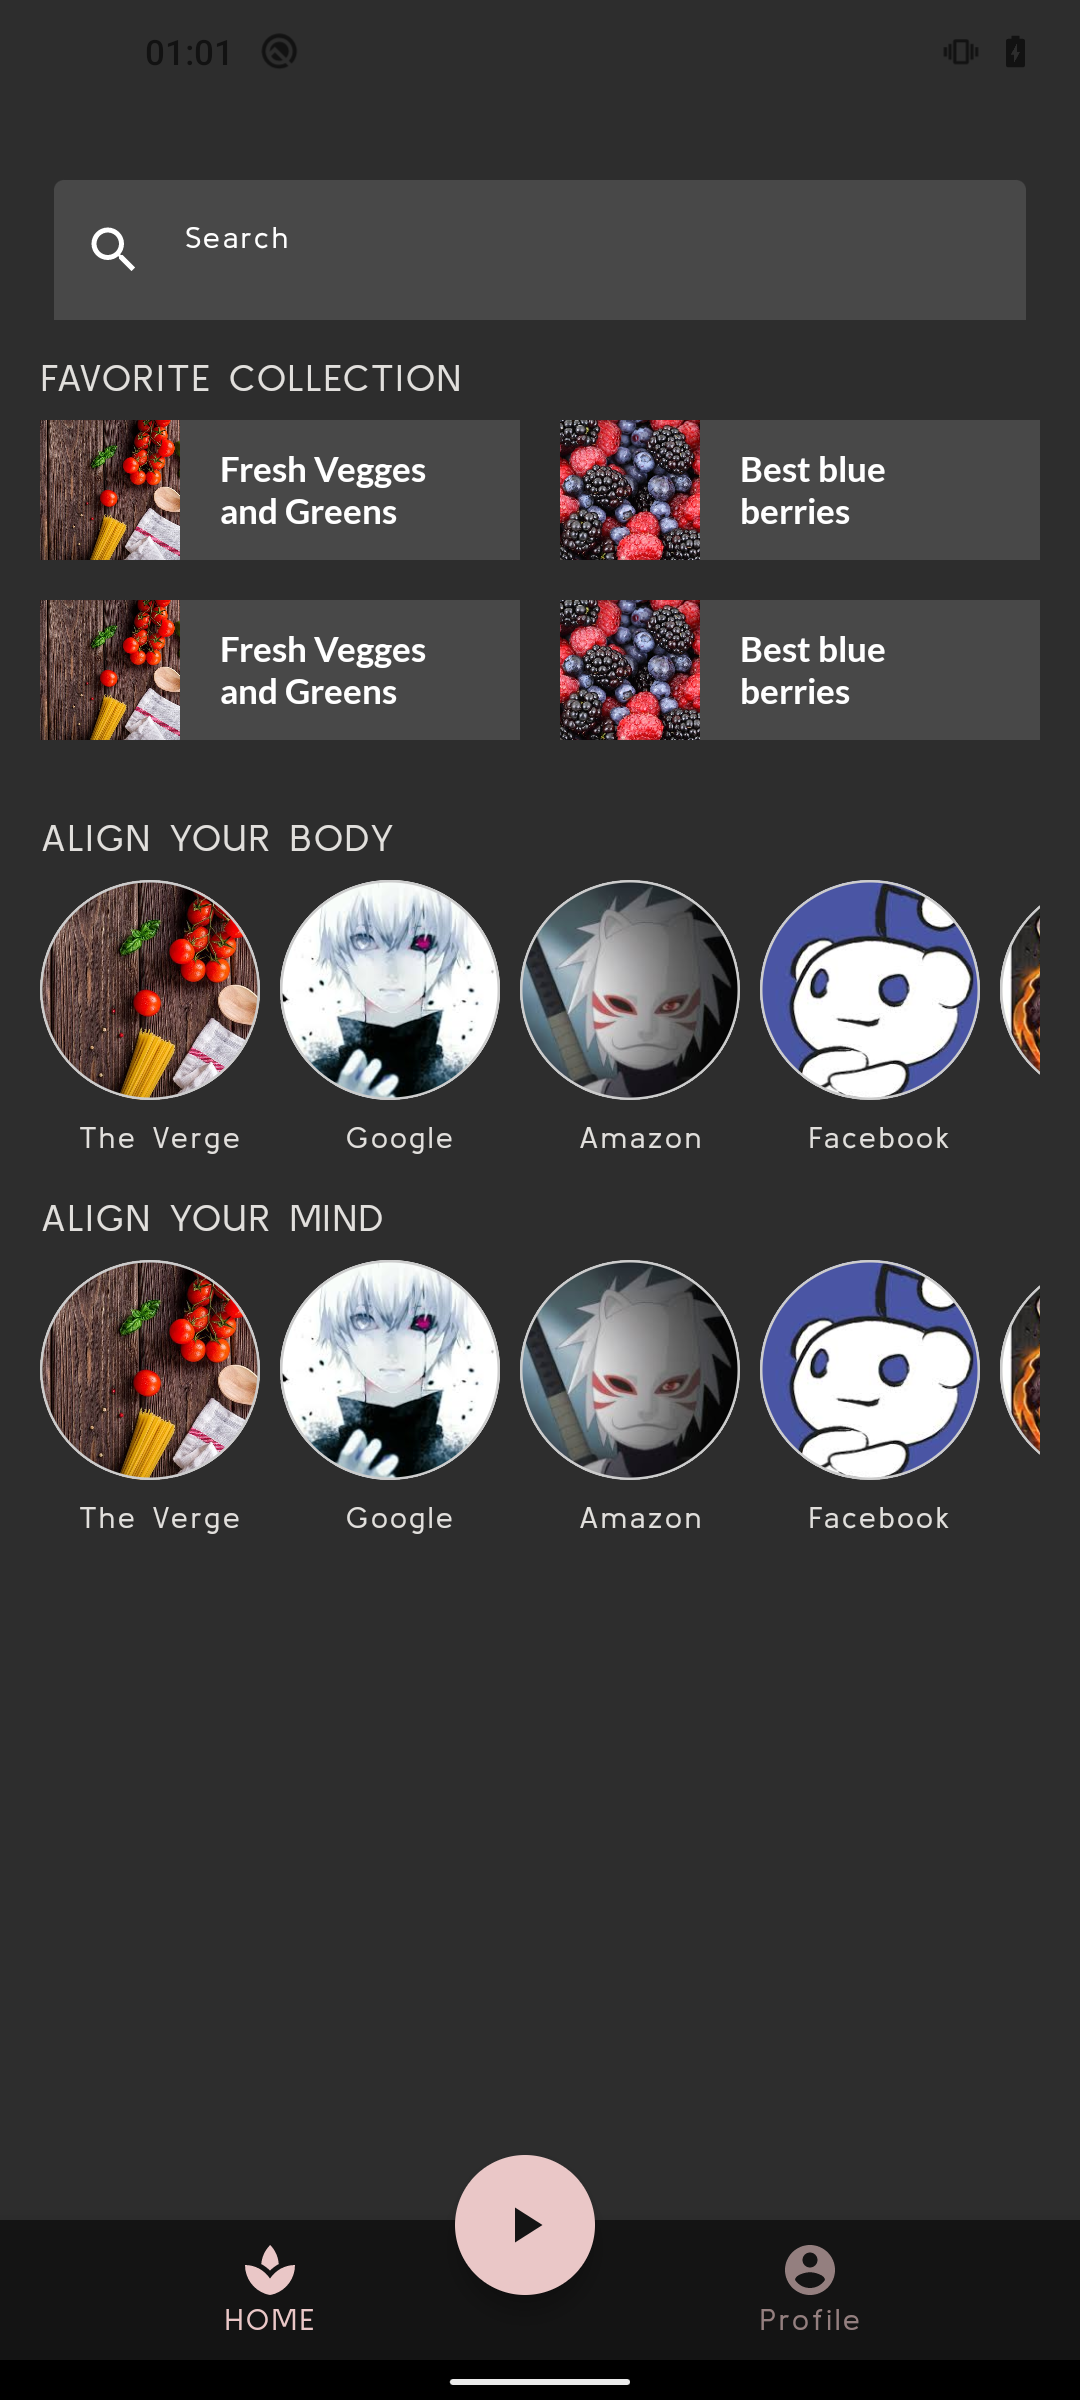 01:01
Search
FAVORITE COLLECTION
Fresh Vegges
and Greens
Best blue
berries
Fresh Vegges
and Greens
Best blue
berries
ALIGN YOUR BODY
The Verge
Google
Amazon
Facebook
ALIGN YOUR MIND
The Verge
Google
Amazon
Facebook
HOME
Profile